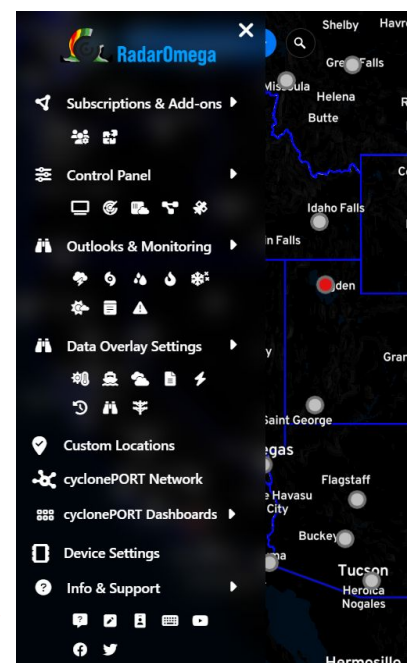 RadarOmega
Subscriptions & Add-ons
Control Panel
Outlooks & Monitoring
Data Overlay Settings
Custom Locations
cyclonePORT Network
cyclonePORT Dashboards
Device Settings
Info & Support
Shelby
Havr
Falls
Helena
Butte
Idaho Falls
n Falls
den
Gran
Saint George
egas
Flagstaff
Havasu
City
Buckey
Tucson
Heroica
Nogales
Hermosillo